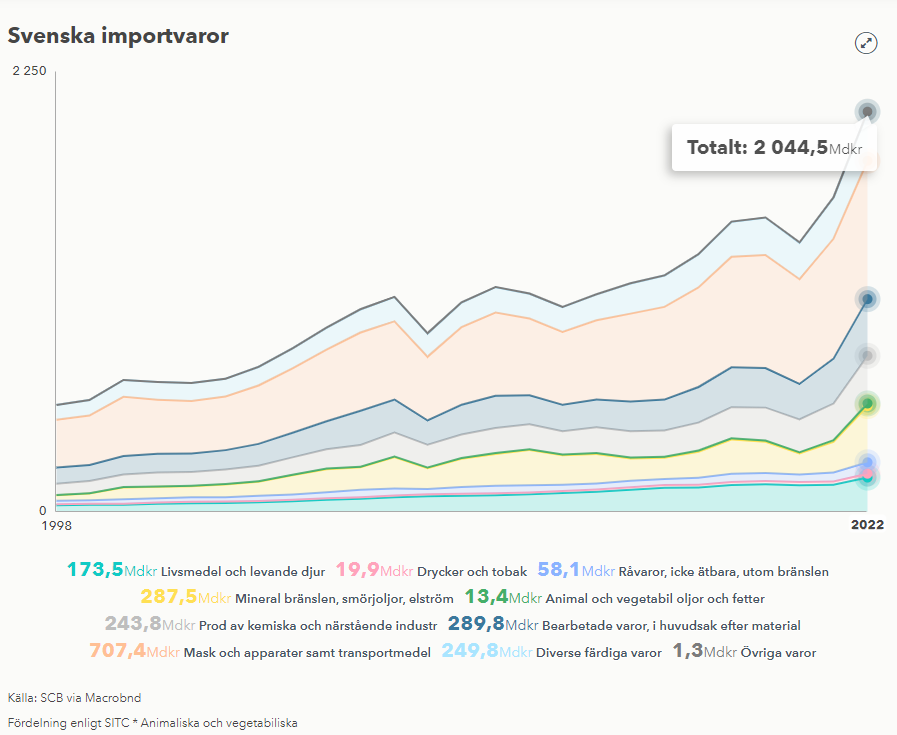 Svenska importvaror
2 250
Totalt: 2 044,5Mdkr
0
1998
2022
173,5Mdkr Livsmedel och levande djur 19,9Mdkr Drycker och tobak 58,1Mdkr Råvaror, icke ätbara, utom bränslen
287,5Mdkr Mineral bränslen, smörjoljor, elström 13,4Mdkr Animal och vegetabil oljor och fetter
243,8Mdkr Prod av kemiska och närstående industr 289,8Mdkr Bearbetade varor, i huvudsak efter material
707,4Mdkr Mask och apparater samt transportmedel 249,8Mdkr Diverse färdiga varor 1,3Mdkr Övriga varor
Källa: SCB via Macrobnd
Fördelning enligt SITC * Animaliska och vegetabiliska